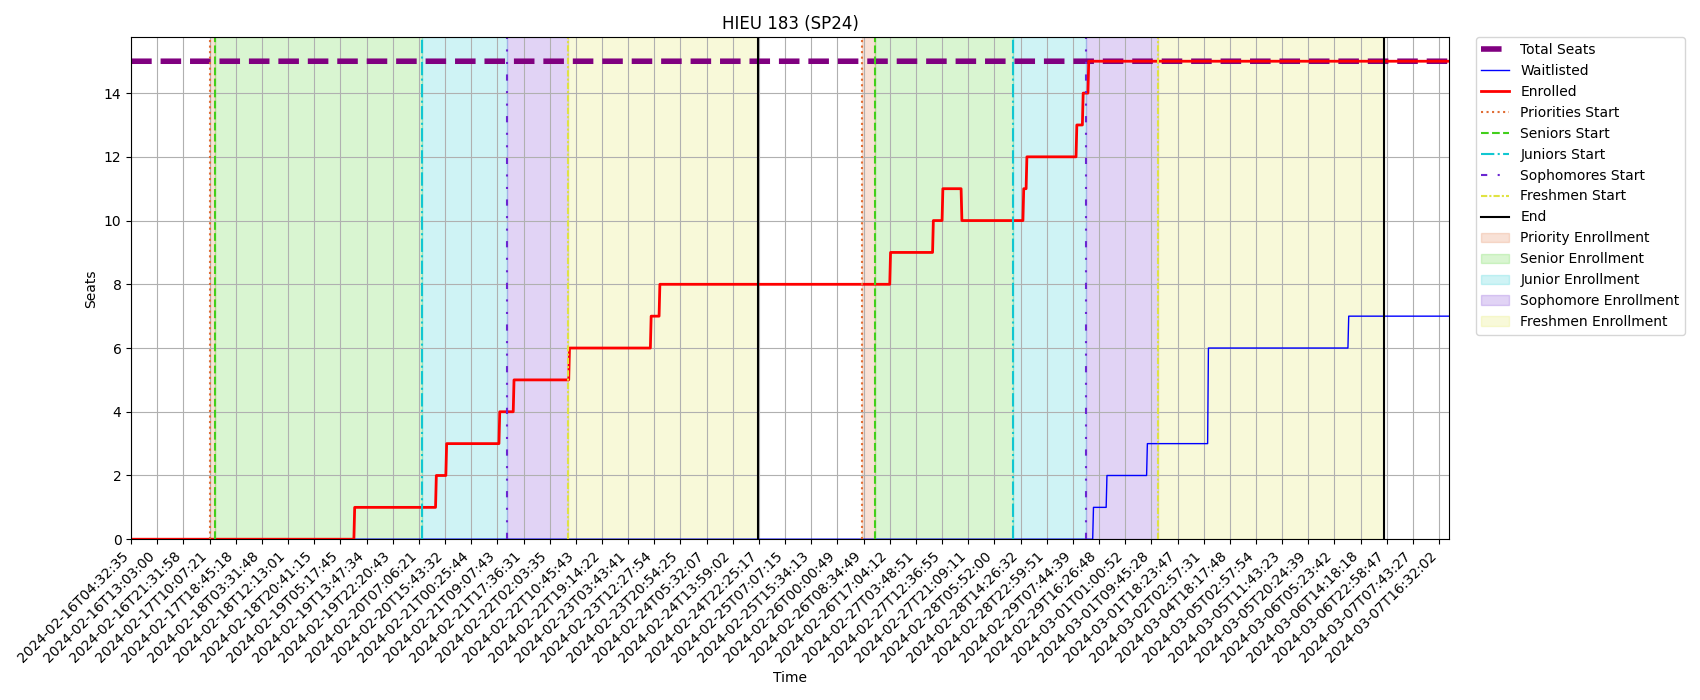 HIEU 183 (SP24)
Total Seats
Waitlisted
Enrolled
Priorities Start
Seniors Start
Juniors Start
Sophomores Start
Freshmen Start
End
Priority Enrollment
Senior Enrollment
Junior Enrollment
Sophomore Enrollment
Freshmen Enrollment
Seats
14
12
10
8
6
4
2
0
2024-02-16T04:32:35
2024-02-16T13:03:00
2024-02-16T21:31:58
2024-02-17T10:07:21
2024-02-17T18:45:18
2024-02-18T03:31:48
2024-02-18T12:13:01
2024-02-18T20:41:15
2024-02-19T05:17:45
2024-02-19T13:47:34
2024-02-19T22:20:43
2024-02-20T07:06:21
2024-02-20T15:43:32
2024-02-21T00:25:44
2024-02-21T09:07:43
2024-02-21T17:36:31
2024-02-22T02:03:35
2024-02-22T10:45:43
2024-02-22T19:14:22
2024-02-23T03:43:41
2024-02-23T12:27:54
2024-02-23T20:54:25
2024-02-24T05:32:07
2024-02-24T13:59:02
2024-02-24T22:25:17
2024-02-25T07:07:15
2024-02-25T15:34:13
2024-02-26T00:00:49
2024-02-26T08:34:49
2024-02-26T17:04:12
2024-02-27T03:48:51
2024-02-27T12:36:55
2024-02-27T21:09:11
2024-02-28T05:52:00
2024-02-28T14:26:32
2024-02-28T22:59:51
2024-02-29T07:44:39
2024-02-29T16:26:48
2024-03-01T01:00:52
2024-03-01T09:45:28
2024-03-01T18:23:47
2024-03-02T02:57:31
2024-03-04T18:17:48
2024-03-05T02:57:54
2024-03-05T11:43:23
2024-03-05T20:24:39
2024-03-06T05:23:42
2024-03-06T14:18:18
2024-03-06T22:58:47
2024-03-07T07:43:27
2024-03-07T16:32:02
Time